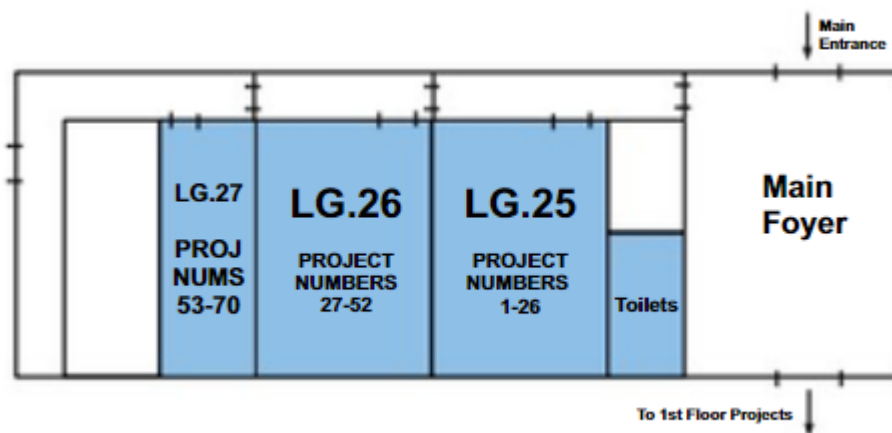 Main
Entrance
LG.27
PROJ
NUMS
53-70
LG.26
PROJECT
NUMBERS
27-52
LG.25
PROJECT
NUMBERS
1-26
Toilets
Main
Foyer
To 1st Floor Projects